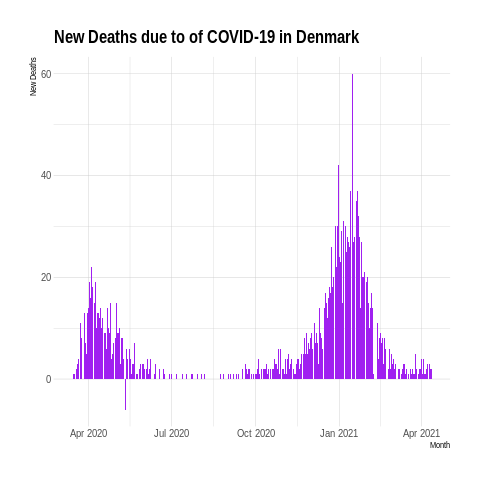 New Deaths due to of COVID-19 in Denmark
New Deaths
60
40
20
0
Apr 2020 Jul 2020 Oct 2020 Jan 2021 Apr 2021
Month